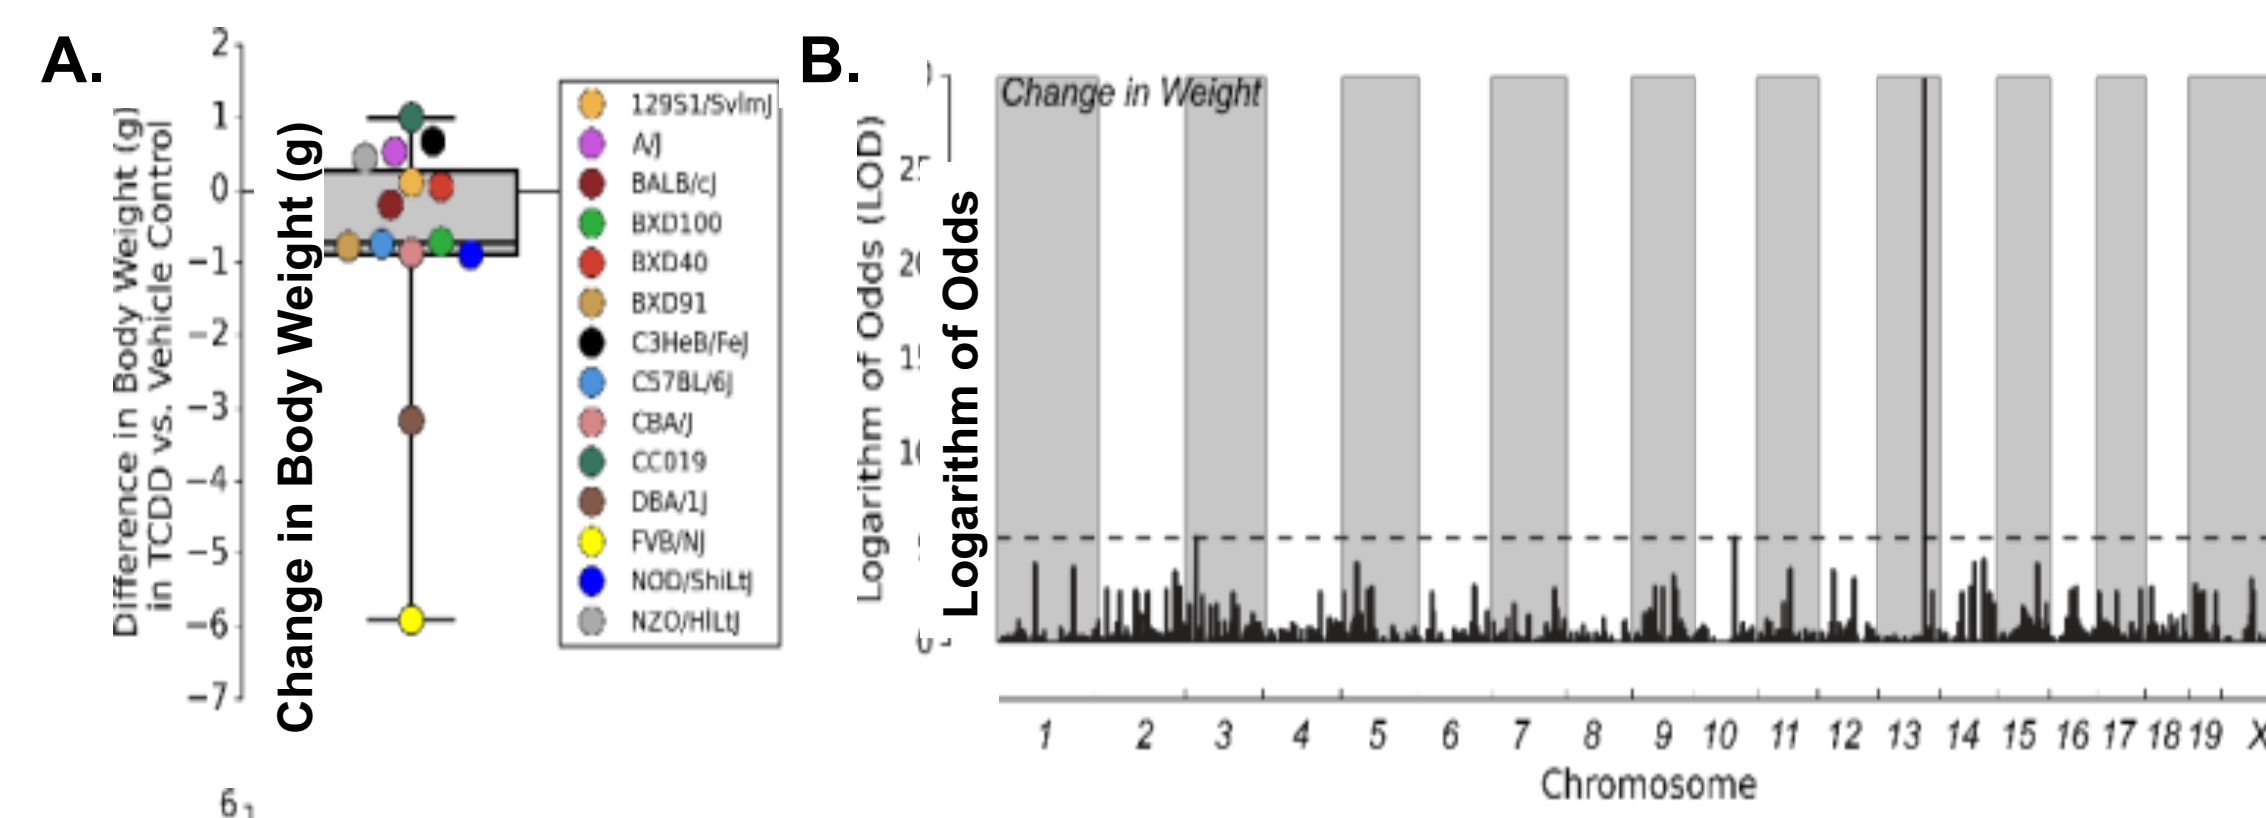 A.
Difference in Body Weight (g)
in TCDD vs. Vehicle Control
Change in Body Weight (g)
2
1
0
−1
−2
−3
−4
−5
−6
−7
129S1/SvlmJ
A/J
BALB/cJ
BXD100
BXD40
BXD91
C3HeB/FeJ
C57BL/6J
CBA/J
CC019
DBA/1J
FVB/NJ
NOD/ShiLtJ
NZO/HlLtJ
6
B.
Change in Weight
Logarithm of Odds (LOD)
Logarithm of Odds
1 2 3 4 5 6 7 8 9 10 11 12 13 14 15 16 17 18 19 X
Chromosome